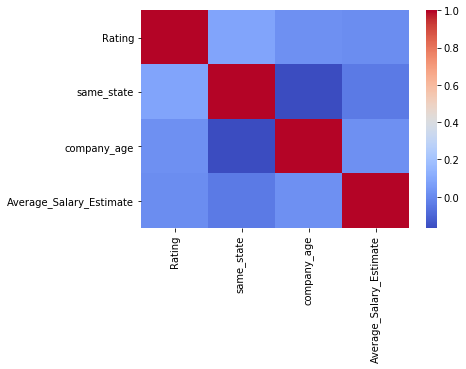 Rating
same_state
company_age
Average_Salary_Estimate
Rating
same_state
company_age
Average_Salary_Estimate
1.0
0.8
0.6
0.4
0.2
0.0